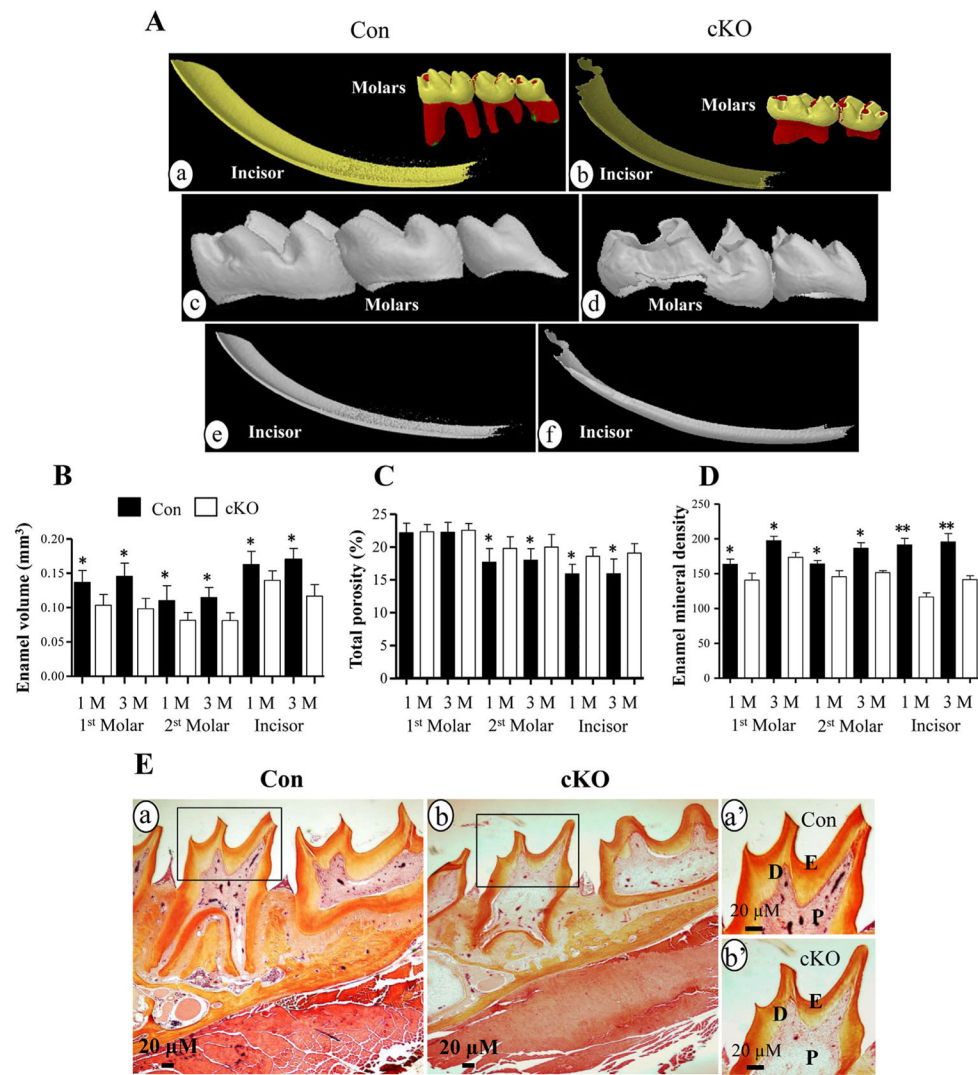 A
Con
cKO
Molars
Incisor
a
Molars
Incisor
b
Molars
c
Molars
d
Incisor
e
Incisor
f
B
Con
cKO
Enamel volume (mm³)
0.20
0.15
0.10
0.05
0.00
* * * * * *
1 M 3 M 1 M 3 M 1 M 3 M
1st Molar 2st Molar Incisor
C
Total porosity (%)
25
20
15
10
5
0
* * * *
1 M 3 M 1 M 3 M 1 M 3 M
1st Molar 2st Molar Incisor
D
Enamel mineral density
250
200
150
100
50
0
* * * * ** **
1 M 3 M 1 M 3 M 1 M 3 M
1st Molar 2st Molar Incisor
E
Con
cKO
a
20 µM
b
20 µM
a'
Con
D
E
P
20 µM
b'
cKO
D
E
P
20 µM